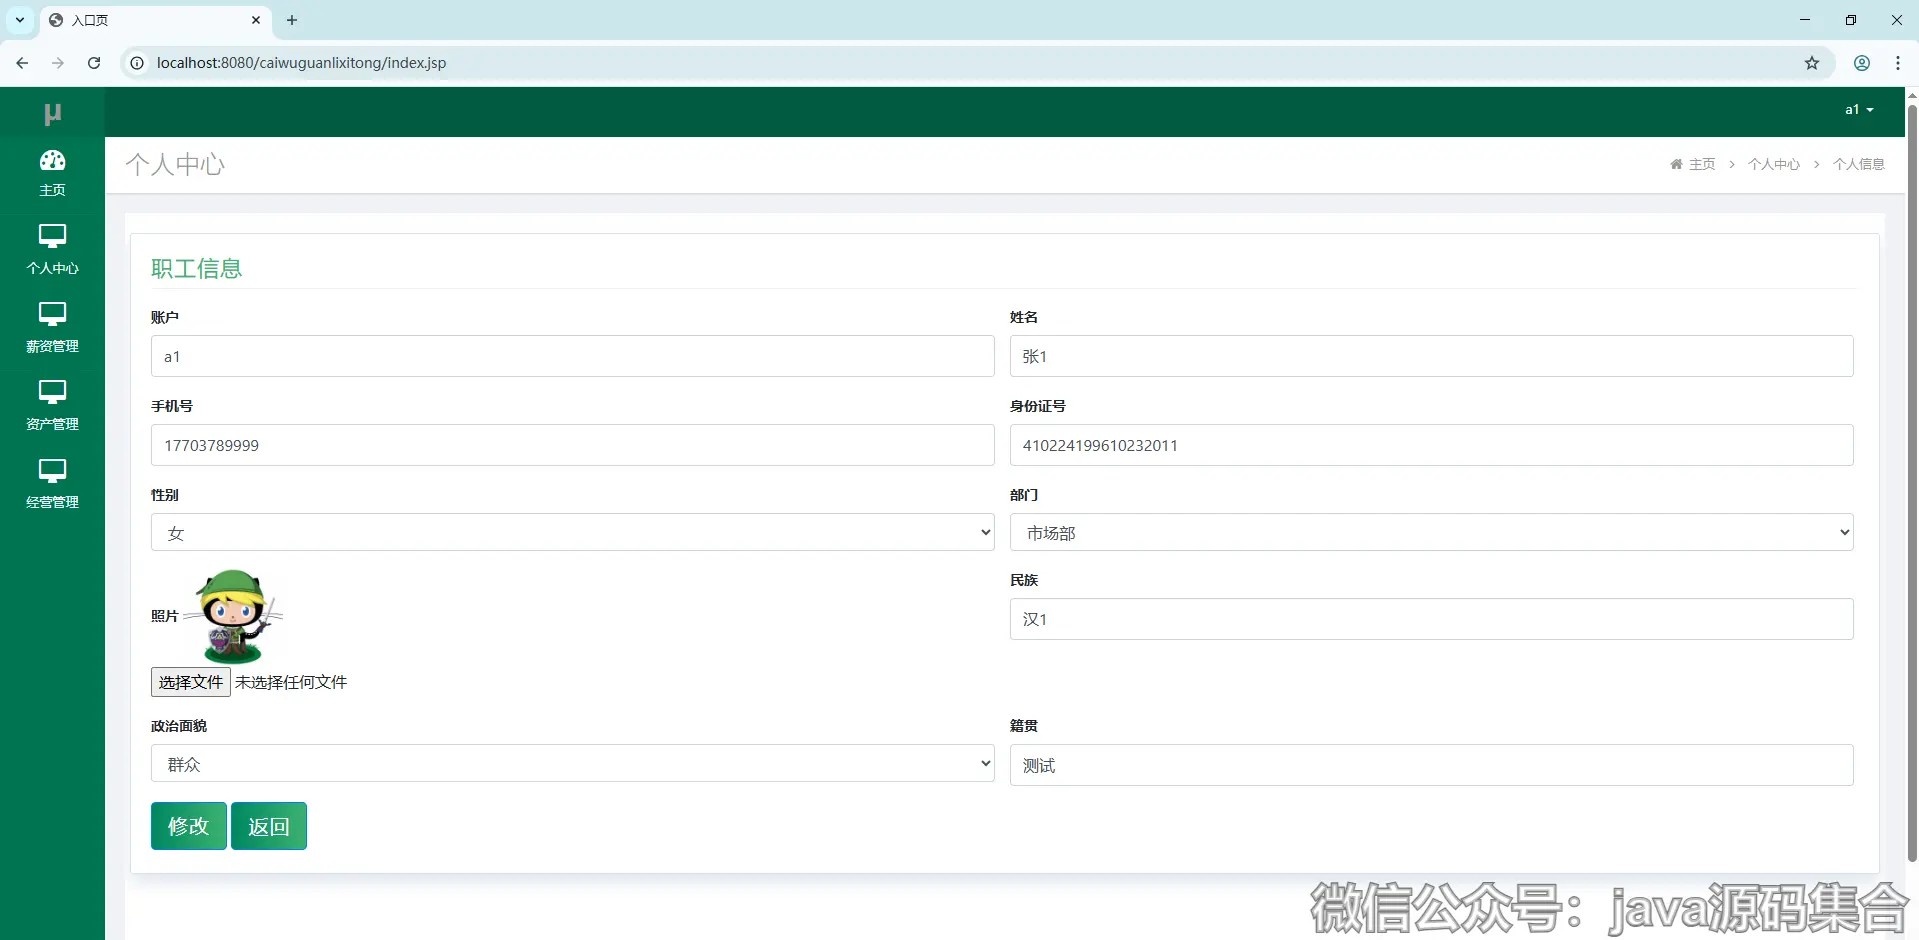 入口页
localhost:8080/caiwuguanlixitong/index.jsp
µ
a1
主页
个人中心
薪资管理
资产管理
经营管理
个人中心
主页 > 个人中心 > 个人信息
职工信息
账户
a1
姓名
张1
手机号
17703789999
身份证号
410224199610232011
性别
女
部门
市场部
照片
选择文件 未选择任何文件
民族
汉1
政治面貌
群众
籍贯
测试
修改 返回
微信公众号：java源码集合